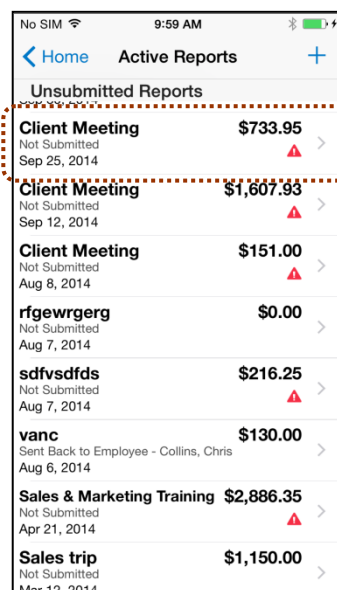 No SIM 9:59 AM
Home Active Reports +
Unsubmitted Reports
Client Meeting $733.95
Not Submitted
Sep 25, 2014
Client Meeting $1,607.93
Not Submitted
Sep 12, 2014
Client Meeting $151.00
Not Submitted
Aug 8, 2014
rfgewrgerg $0.00
Not Submitted
Aug 7, 2014
sdfvsdfds $216.25
Not Submitted
Aug 7, 2014
vanc $130.00
Sent Back to Employee - Collins, Chris
Aug 6, 2014
Sales & Marketing Training $2,886.35
Not Submitted
Apr 21, 2014
Sales trip $1,150.00
Not Submitted
Mar 12, 2014